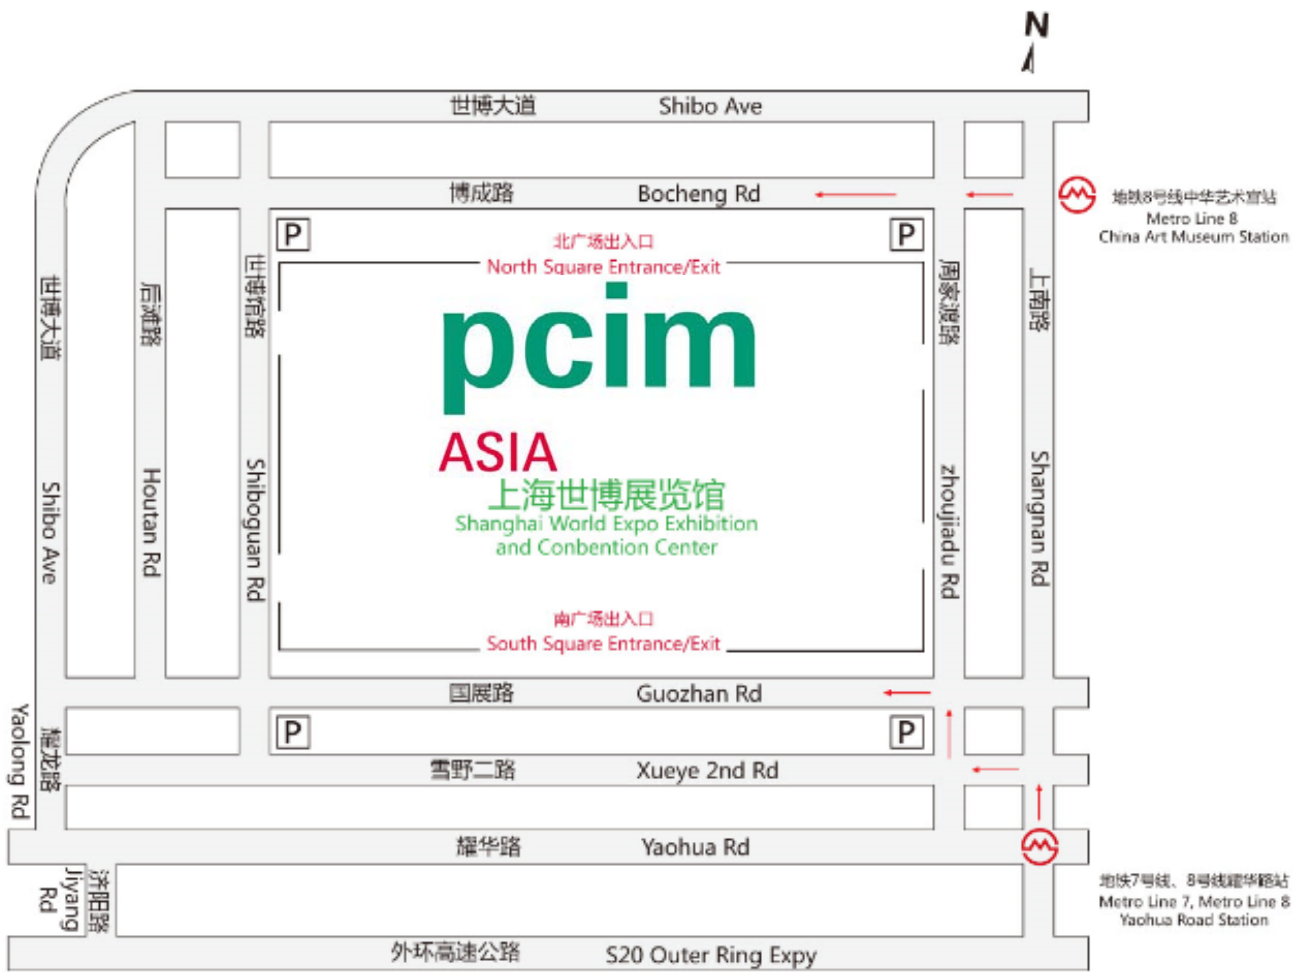 N
世博大道 Shibo Ave
博成路 Bocheng Rd
地铁8号线中华艺术宫站
Metro Line 8
China Art Museum Station
P
P
北广场出入口
North Square Entrance/Exit
世博大道
后滩路
世博馆路
周家渡路
上南路
pcim
ASIA
上海世博展览馆
Shanghai World Expo Exhibition
and Conbention Center
Shibo Ave
Houtan Rd
Shiboguan Rd
zhoujiadu Rd
Shangnan Rd
南广场出入口
South Square Entrance/Exit
国展路 Guozhan Rd
P
P
Yaolong Rd
耀龙路
雪野二路 Xueye 2nd Rd
耀华路 Yaohua Rd
Jiyang
Rd
济阳路
地铁7号线、8号线耀华路站
Metro Line 7, Metro Line 8
Yaohua Road Station
外环高速公路 S20 Outer Ring Expy